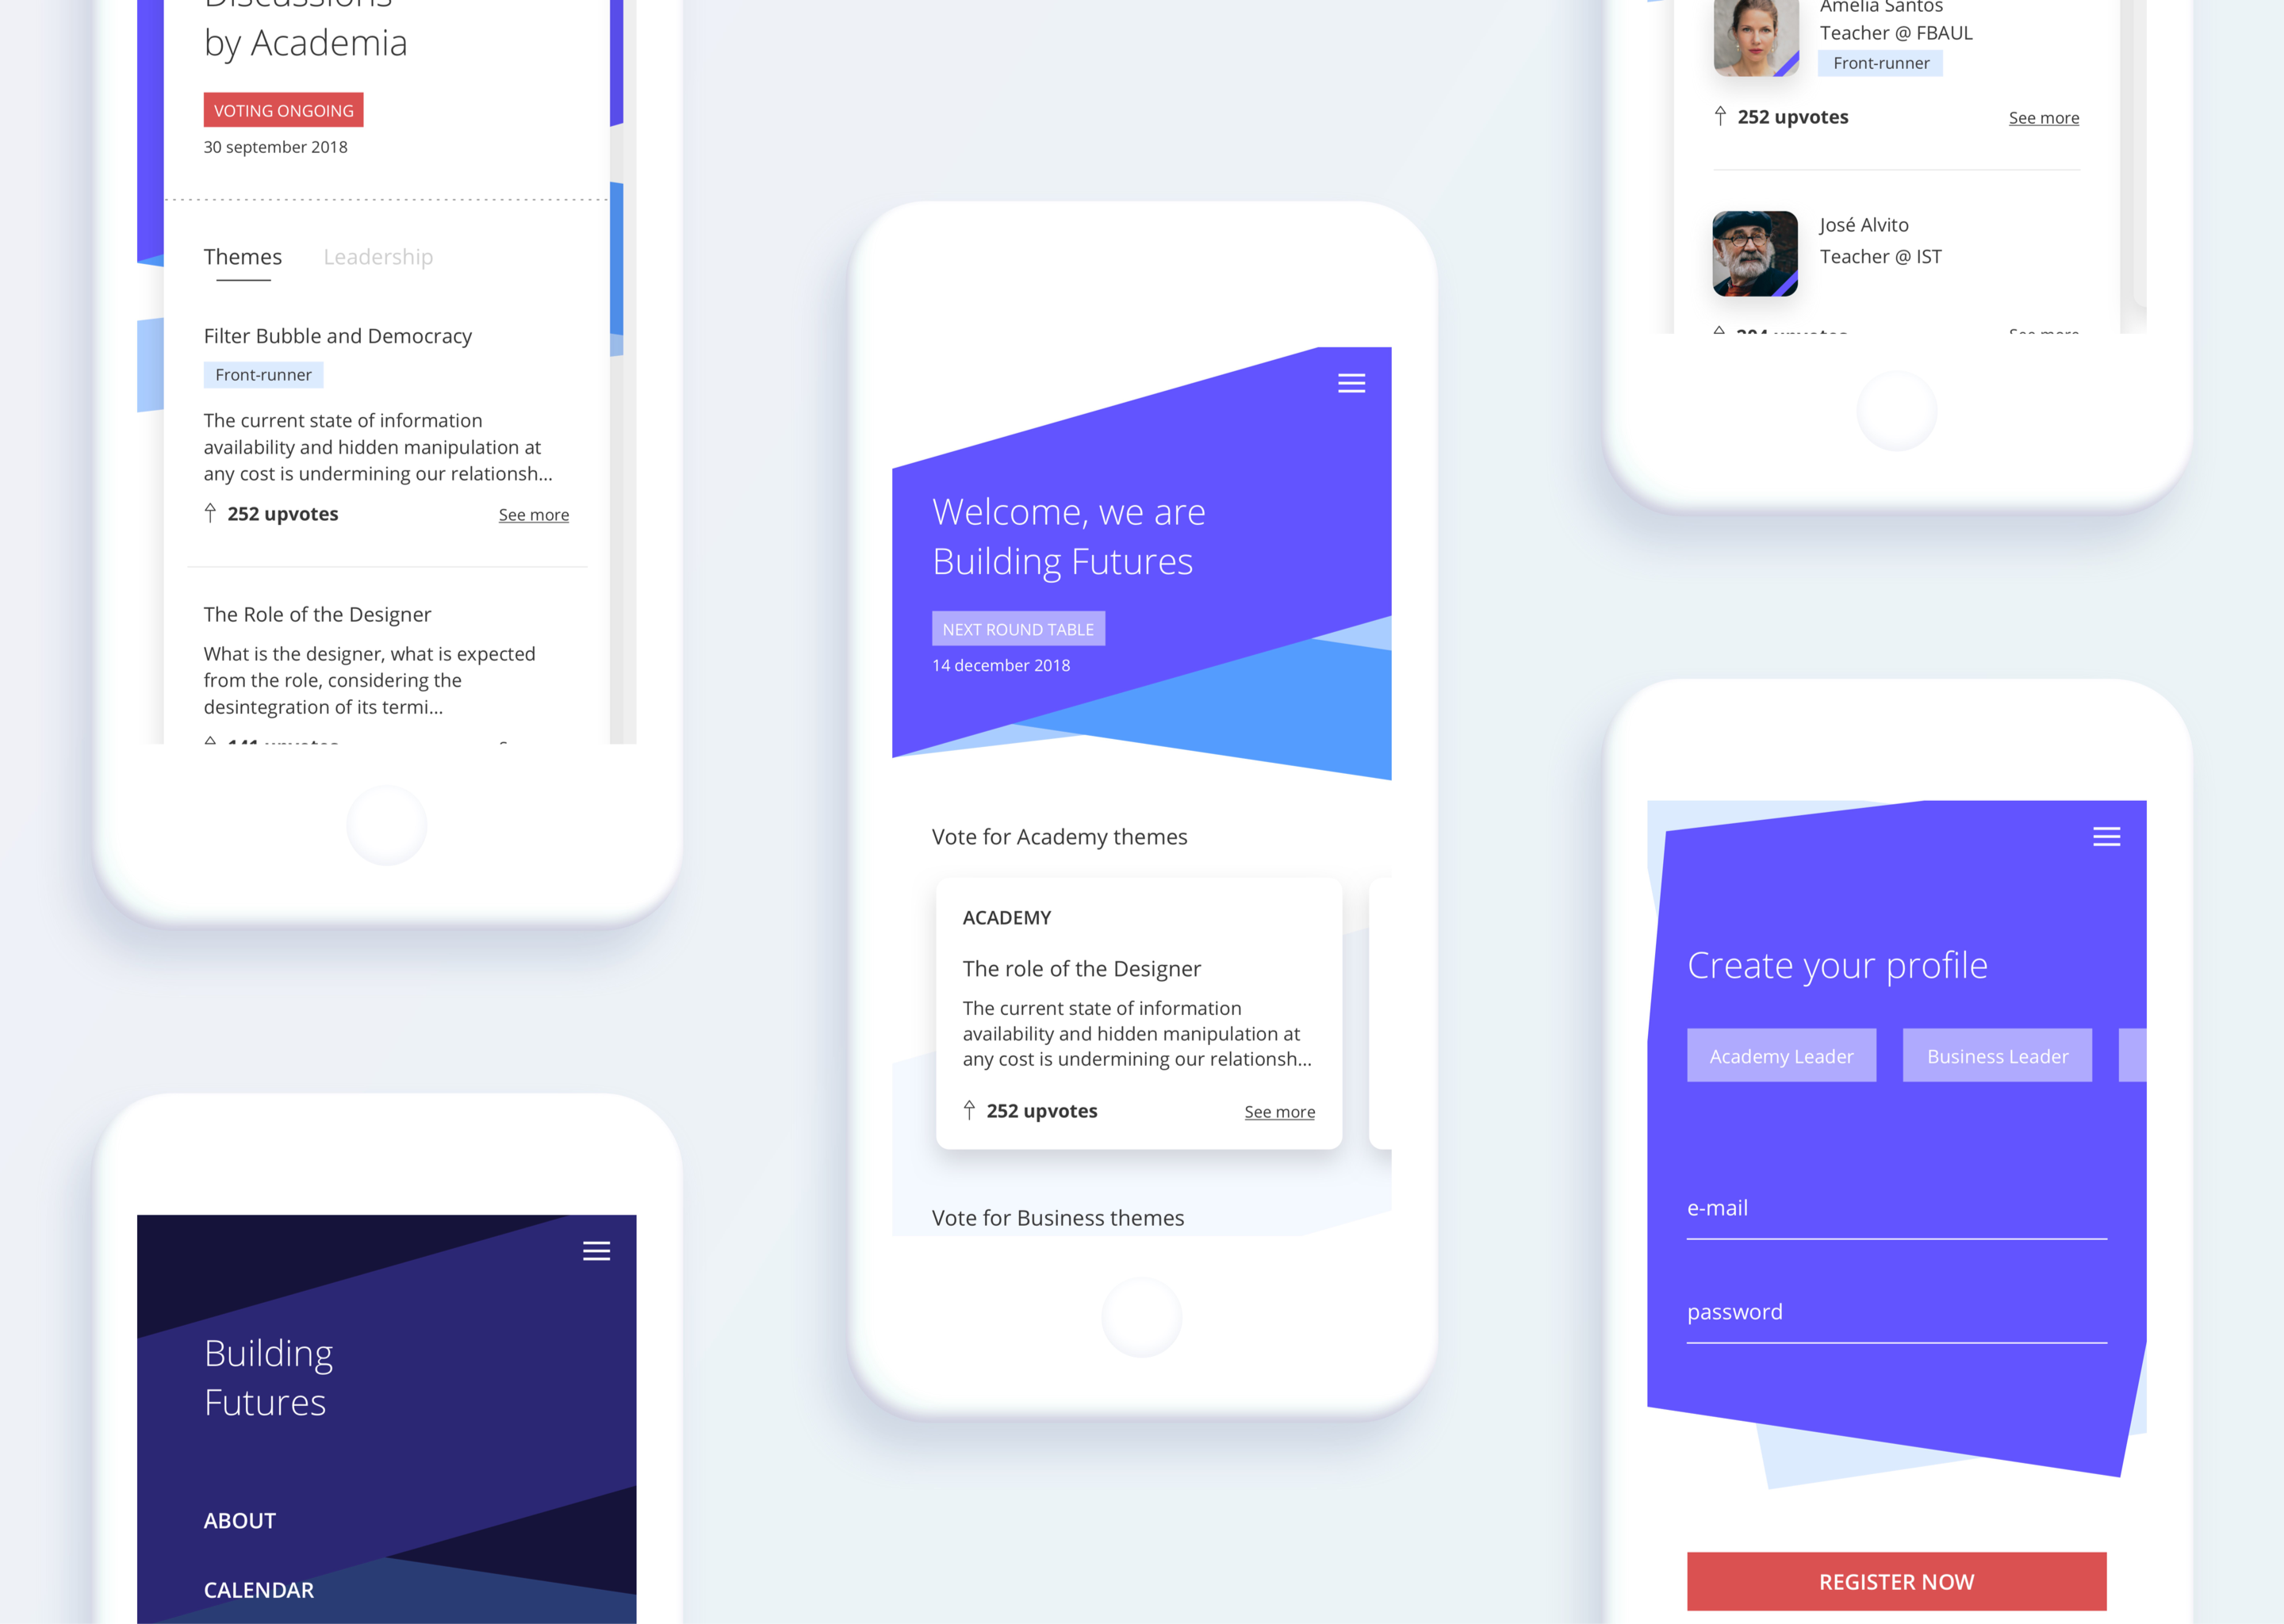 Discussions
by Academia
VOTING ONGOING
30 september 2018
Themes
Leadership
Filter Bubble and Democracy
Front-runner
The current state of information
availability and hidden manipulation at
any cost is undermining our relationsh...
252 upvotes
See more
The Role of the Designer
What is the designer, what is expected
from the role, considering the
desintegration of its termi...
141 upvotes
Building
Futures
ABOUT
CALENDAR
Welcome, we are
Building Futures
NEXT ROUND TABLE
14 december 2018
Vote for Academy themes
ACADEMY
The role of the Designer
The current state of information
availability and hidden manipulation at
any cost is undermining our relationsh...
252 upvotes
See more
Vote for Business themes
Amelia Santos
Teacher @ FBAUL
Front-runner
252 upvotes
See more
José Alvito
Teacher @ IST
upvotes
See more
Create your profile
Academy Leader
Business Leader
e-mail
password
REGISTER NOW